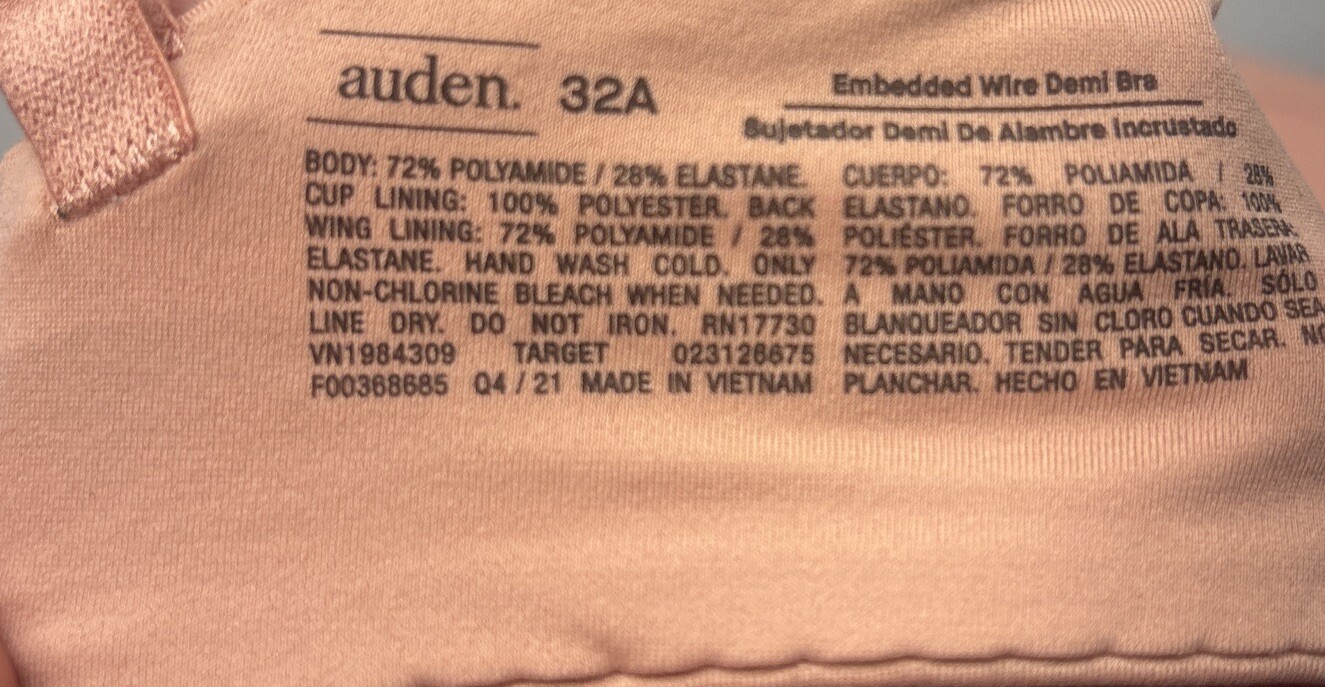 auden. 32A
Embedded Wire Demi Bra
Sujetador Demi De Alambre Incrustado
BODY: 72% POLYAMIDE / 28% ELASTANE.
CUP LINING: 100% POLYESTER. BACK
WING LINING: 72% POLYAMIDE / 28%
ELASTANE. HAND WASH COLD. ONLY
NON-CHLORINE BLEACH WHEN NEEDED.
LINE DRY. DO NOT IRON. RN17730
VN1984309 TARGET 023126675
F00368685 Q4 / 21 MADE IN VIETNAM
CUERPO: 72% POLIAMIDA / 28%
ELASTANO. FORRO DE COPA: 100%
POLIÉSTER. FORRO DE ALA TRASERA:
72% POLIAMIDA / 28% ELASTANO. LAVAR
A MANO CON AGUA FRÍA. SÓLO
BLANQUEADOR SIN CLORO CUANDO SEA
NECESARIO. TENDER PARA SECAR. NO
PLANCHAR. HECHO EN VIETNAM